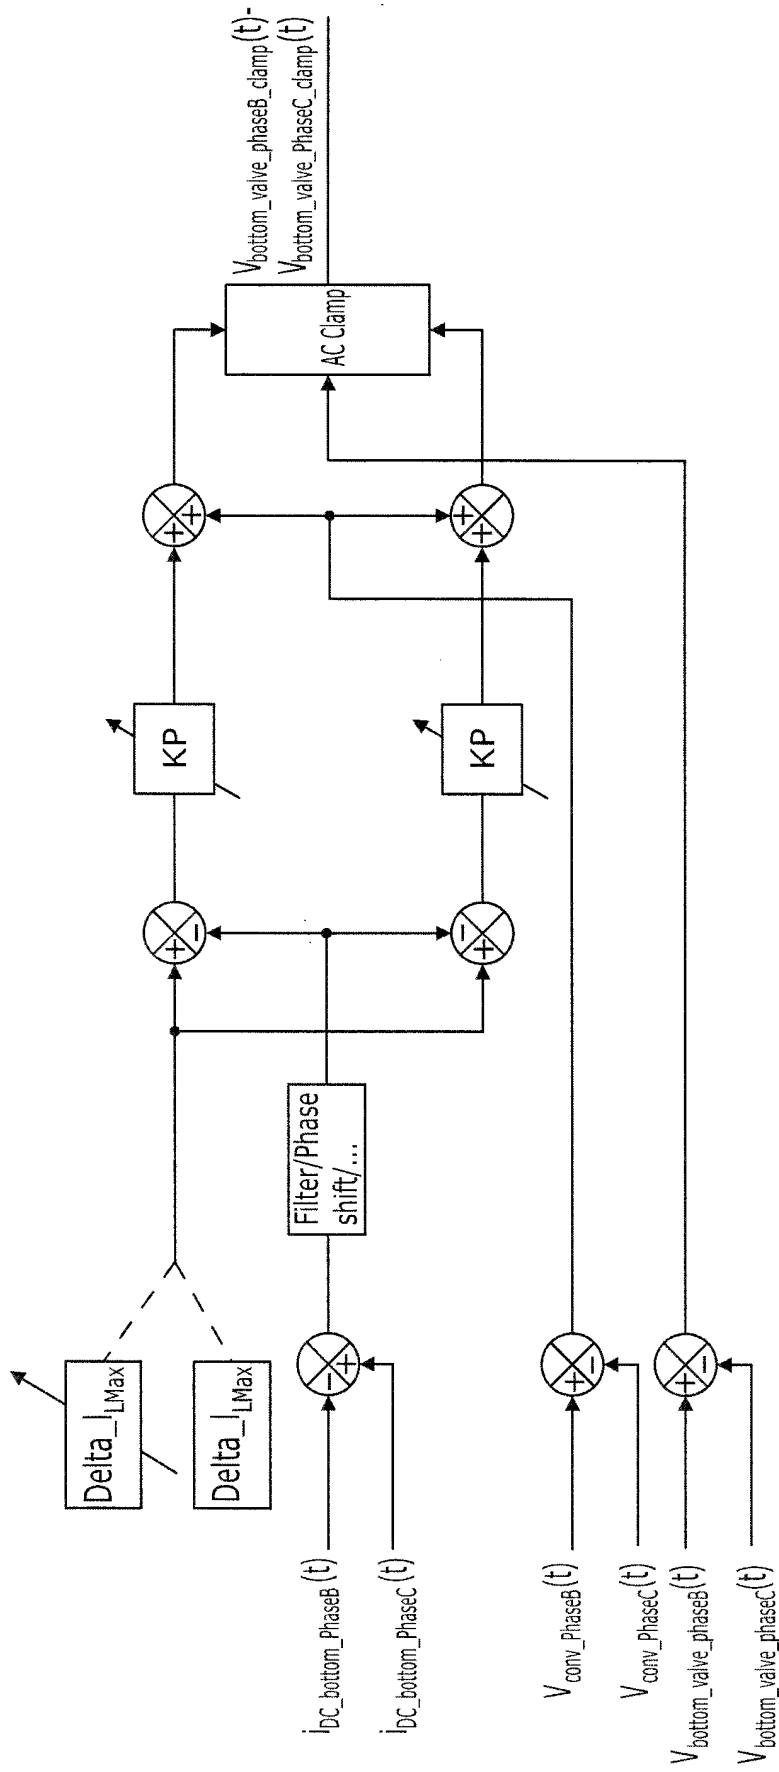 Delta_I_LMax
Delta_I_LMax
i_DC_bottom_PhaseB(t)
i_DC_bottom_PhaseC(t)
- +
Filter/Phase
shift/...
+ -
- +
KP
KP
+ +
+ +
V_conv_PhaseB(t)
V_conv_PhaseC(t)
+ -
V_bottom_valve_phaseB(t)
V_bottom_valve_phaseC(t)
+ -
AC Clamp
V_bottom_valve_phaseB_clamp(t)-
V_bottom_valve_PhaseC_clamp(t)